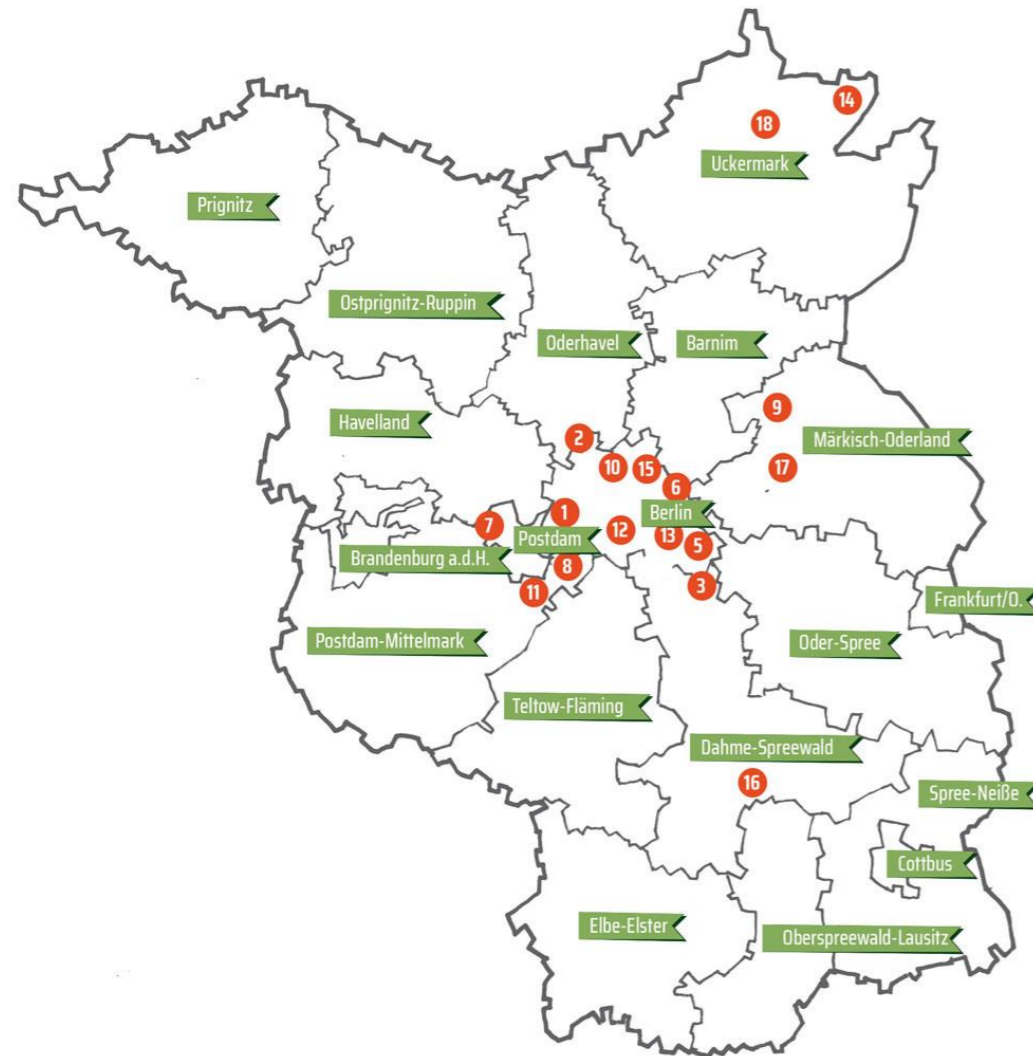 14
18
Uckermark
Prignitz
Ostprignitz-Ruppin
Oderhavel
Barnim
9
Havelland
2
Märkisch-Oderland
10
15
17
6
1
Berlin
7
12
13
Postdam
5
Brandenburg a.d.H.
8
3
11
Frankfurt/O.
Postdam-Mittelmark
Oder-Spree
Teltow-Fläming
Dahme-Spreewald
16
Spree-Neiße
Cottbus
Elbe-Elster
Oberspreewald-Lausitz